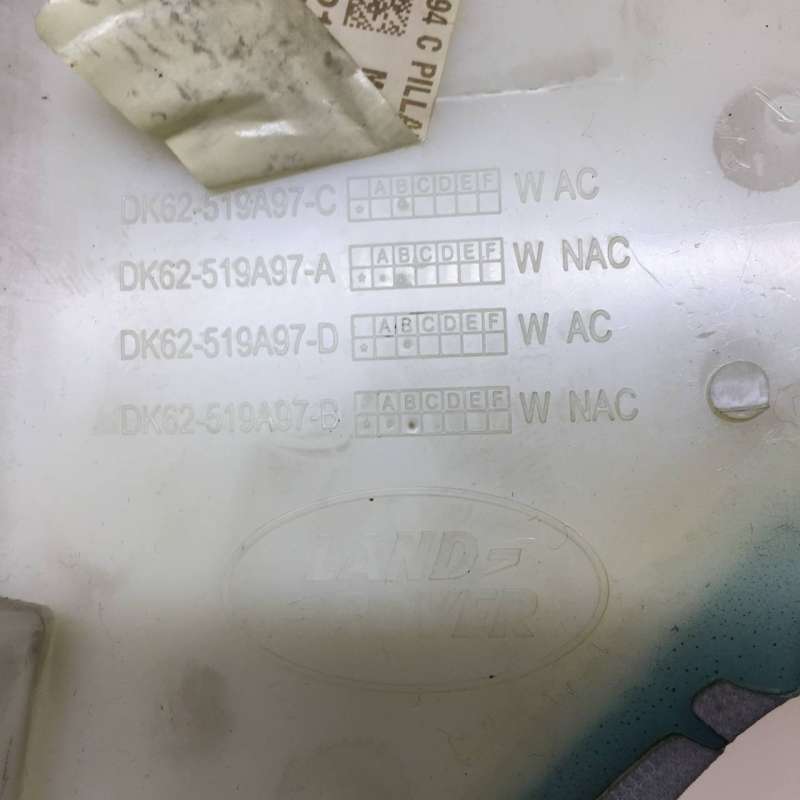 94 C PILLA
DK62-519A97-C ABCDEF W AC
DK62-519A97-A ABCDEF W NAC
DK62-519A97-D ABCDEF W AC
DK62-519A97-B ABCDEF W NAC
LAND-
ROVER